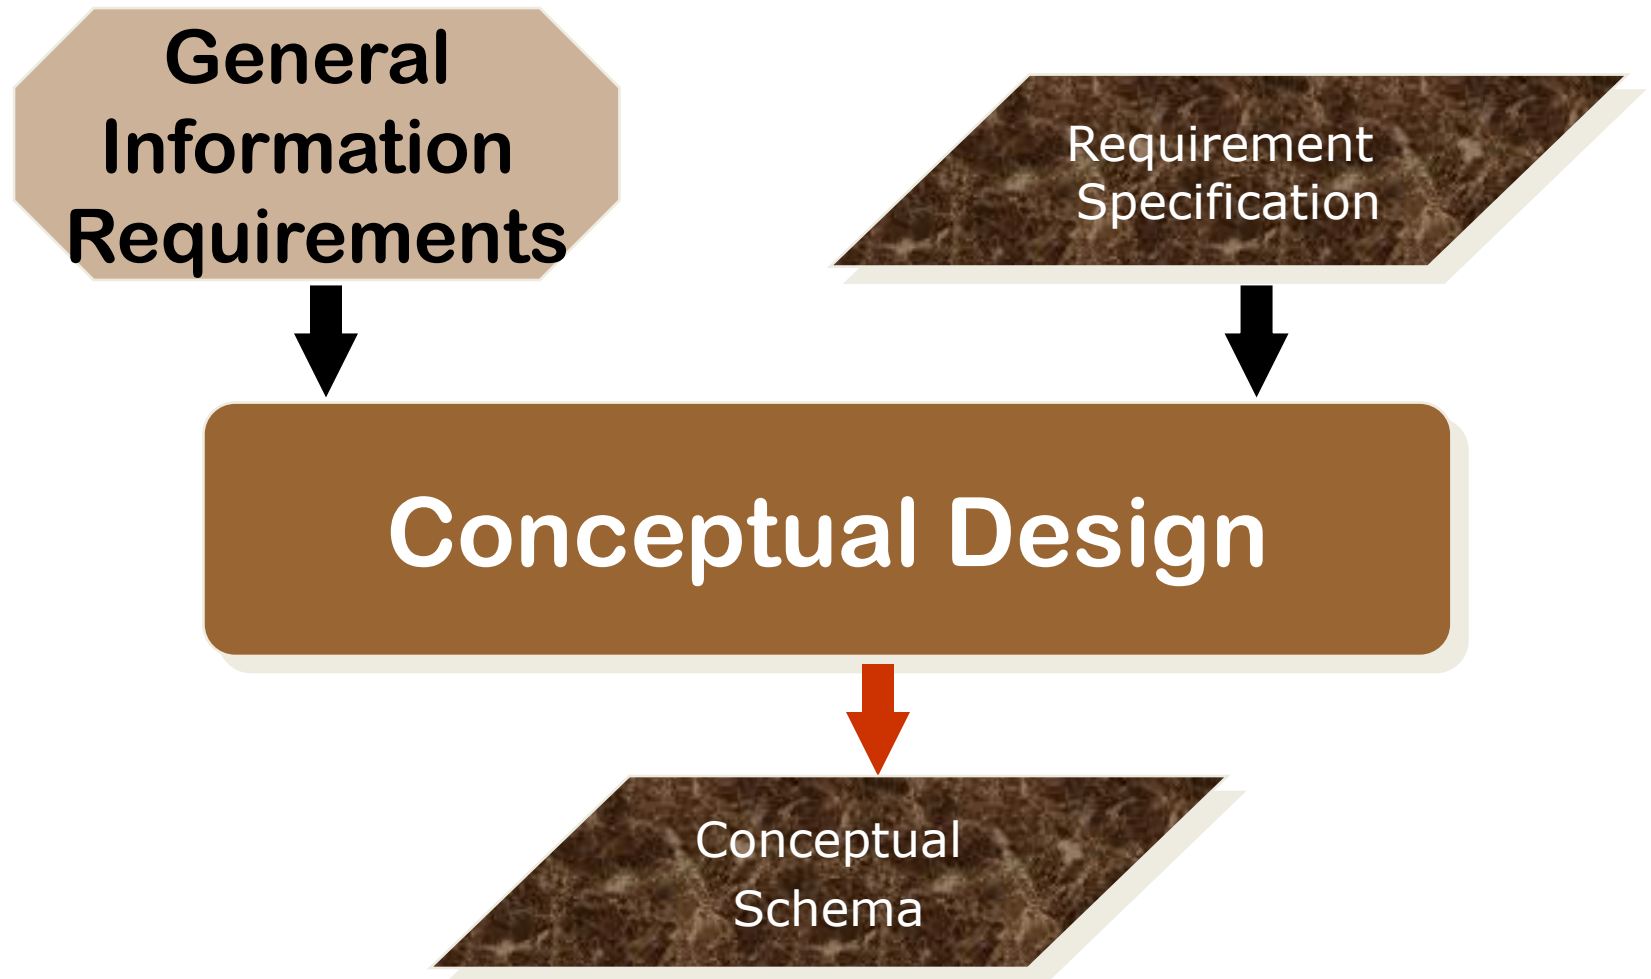 General
Information
Requirements
Requirement
Specification
Conceptual Design
Conceptual
Schema